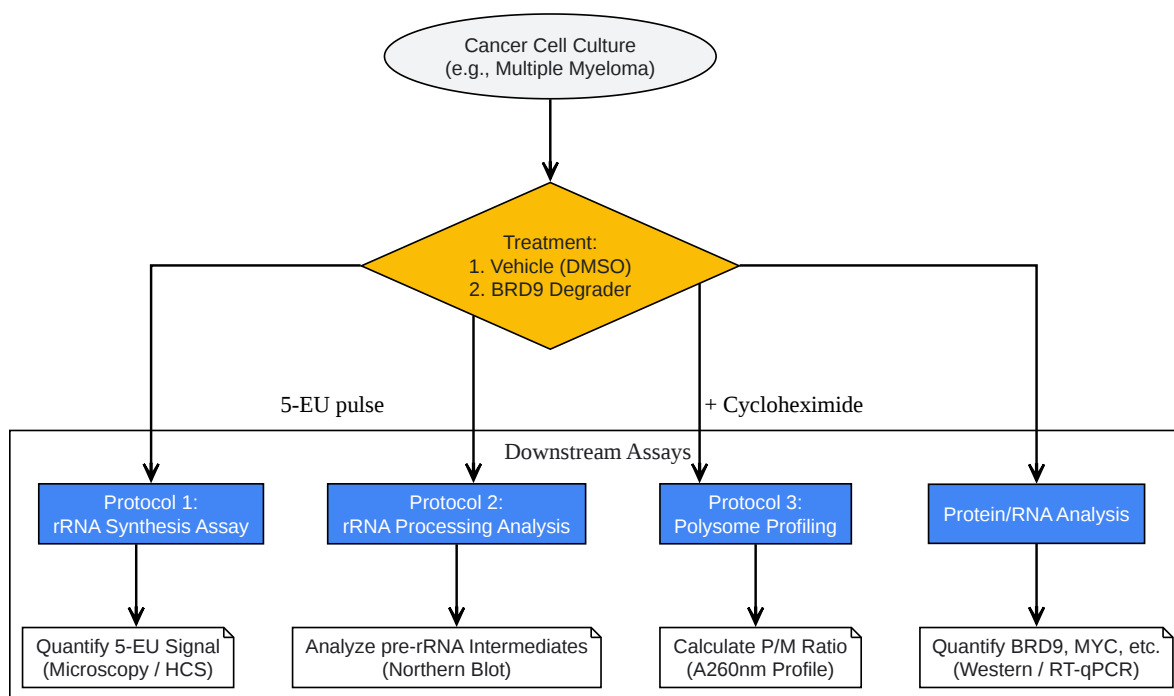 Cancer Cell Culture
(e.g., Multiple Myeloma)
Treatment:
1. Vehicle (DMSO)
2. BRD9 Degrader
5-EU pulse
+ Cycloheximide
Downstream Assays
Protocol 1:
rRNA Synthesis Assay
Protocol 2:
rRNA Processing Analysis
Protocol 3:
Polysome Profiling
Protein/RNA Analysis
Quantify 5-EU Signal
(Microscopy / HCS)
Analyze pre-rRNA Intermediates
(Northern Blot)
Calculate P/M Ratio
(A260nm Profile)
Quantify BRD9, MYC, etc.
(Western / RT-qPCR)